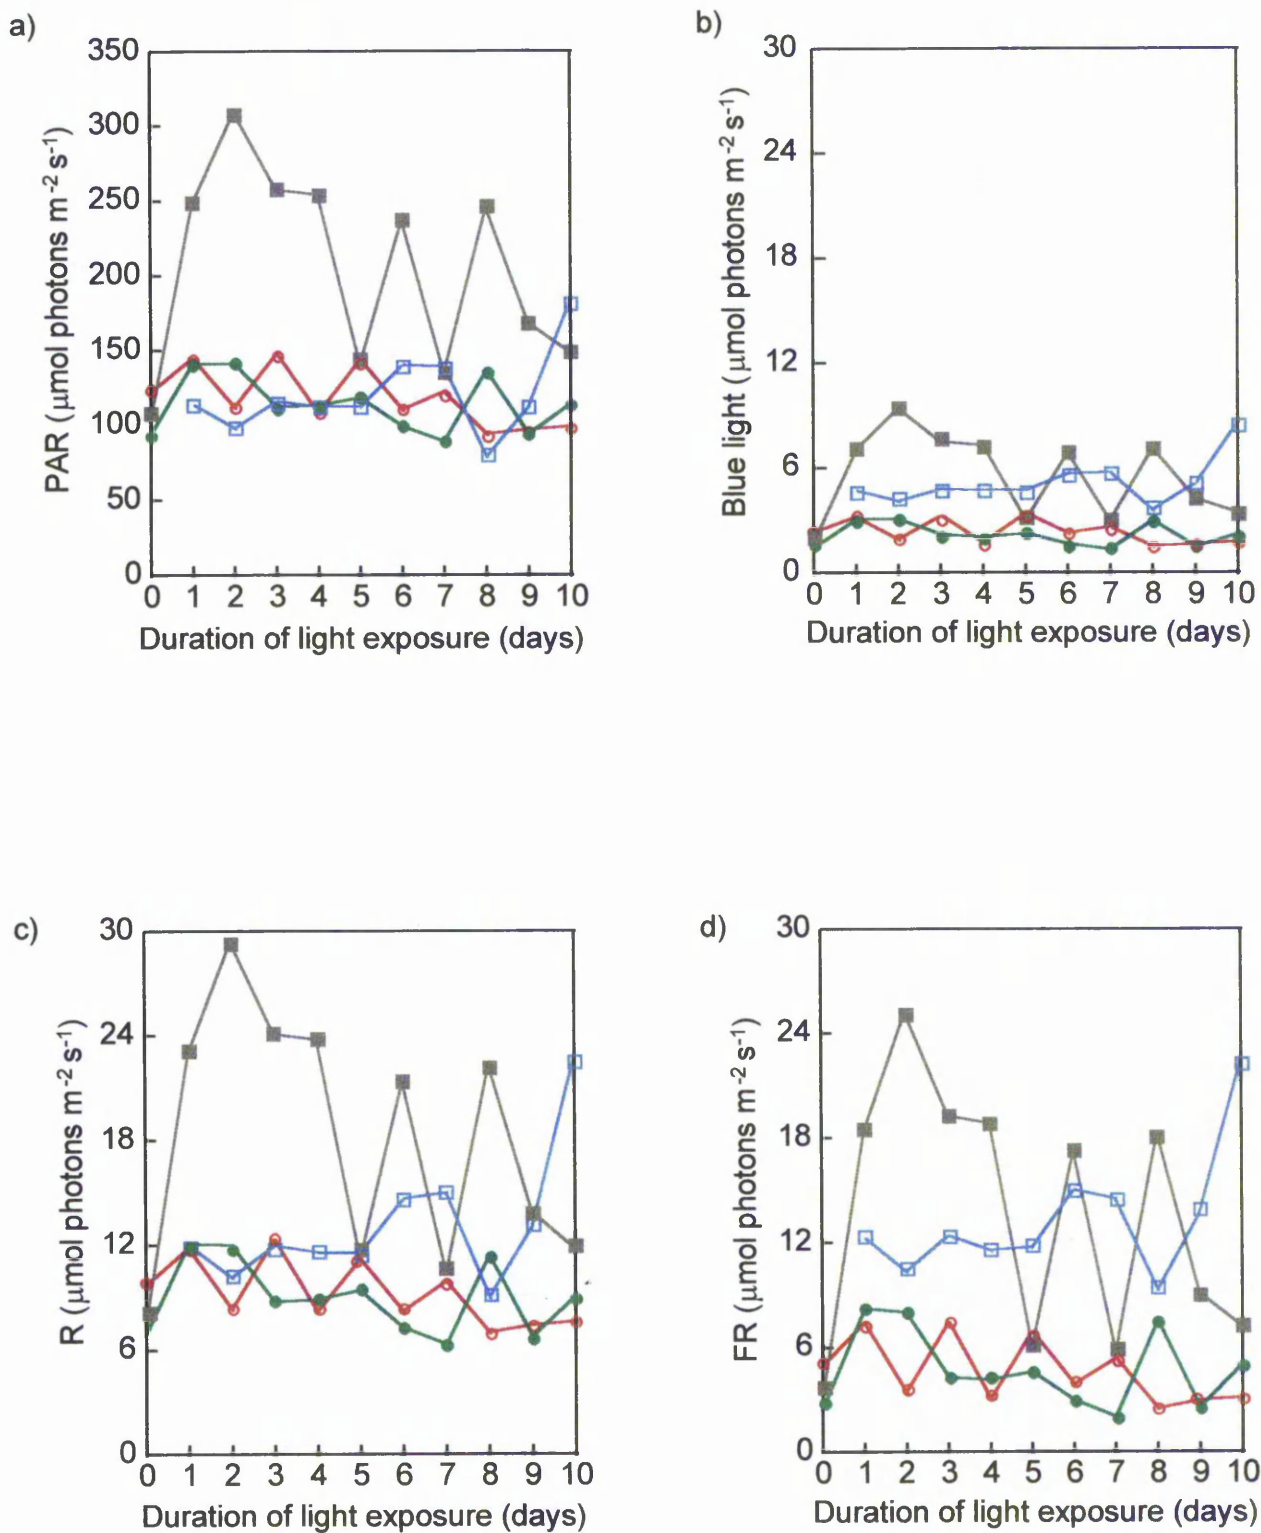 a)
350
300
250
200
150
100
50
0
PAR (μmol photons m⁻² s⁻¹)
0 1 2 3 4 5 6 7 8 9 10
Duration of light exposure (days)
b)
30
24
18
12
6
0
Blue light (μmol photons m⁻² s⁻¹)
0 1 2 3 4 5 6 7 8 9 10
Duration of light exposure (days)
c)
30
24
18
12
6
0
R (μmol photons m⁻² s⁻¹)
0 1 2 3 4 5 6 7 8 9 10
Duration of light exposure (days)
d)
30
24
18
12
6
0
FR (μmol photons m⁻² s⁻¹)
0 1 2 3 4 5 6 7 8 9 10
Duration of light exposure (days)